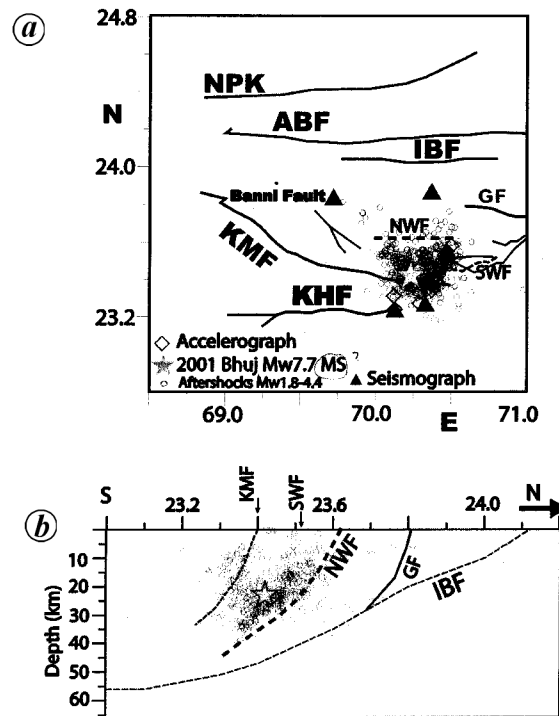 a
24.8
NPK
N
ABF
24.0
IBF
Banni Fault
GF
NWF
KMF
SWF
KHF
23.2
Accelerograph
2001 Bhuj Mw7.7 MS ?
Aftershocks Mw1.8-4.4
Seismograph
69.0 70.0 71.0
E
b
S 23.2 KMF SWF 23.6 24.0 N
10
20
30
40
50
60
Depth (km)
NWF
GF
IBF